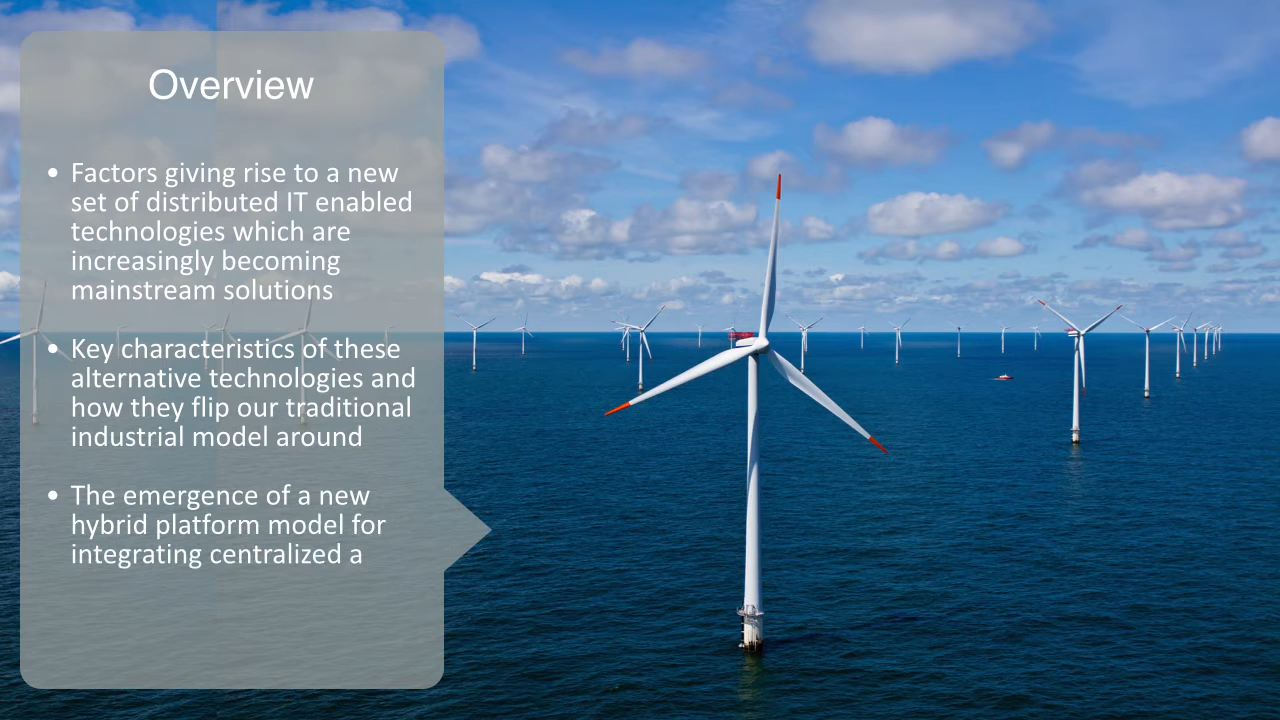 Overview
• Factors giving rise to a new
set of distributed IT enabled
technologies which are
increasingly becoming
mainstream solutions
• Key characteristics of these
alternative technologies and
how they flip our traditional
industrial model around
• The emergence of a new
hybrid platform model for
integrating centralized a